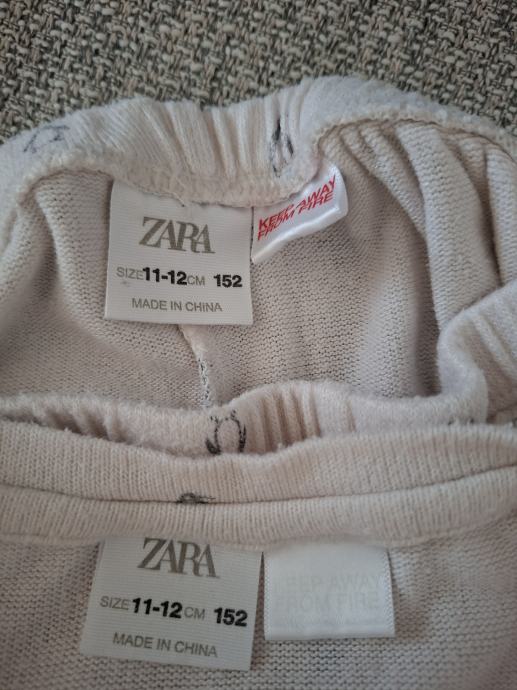 ZARA
SIZE 11-12 CM 152
MADE IN CHINA
KEEP AWAY
FROM FIRE
ZARA
SIZE 11-12 CM 152
MADE IN CHINA
KEEP AWAY
FROM FIRE